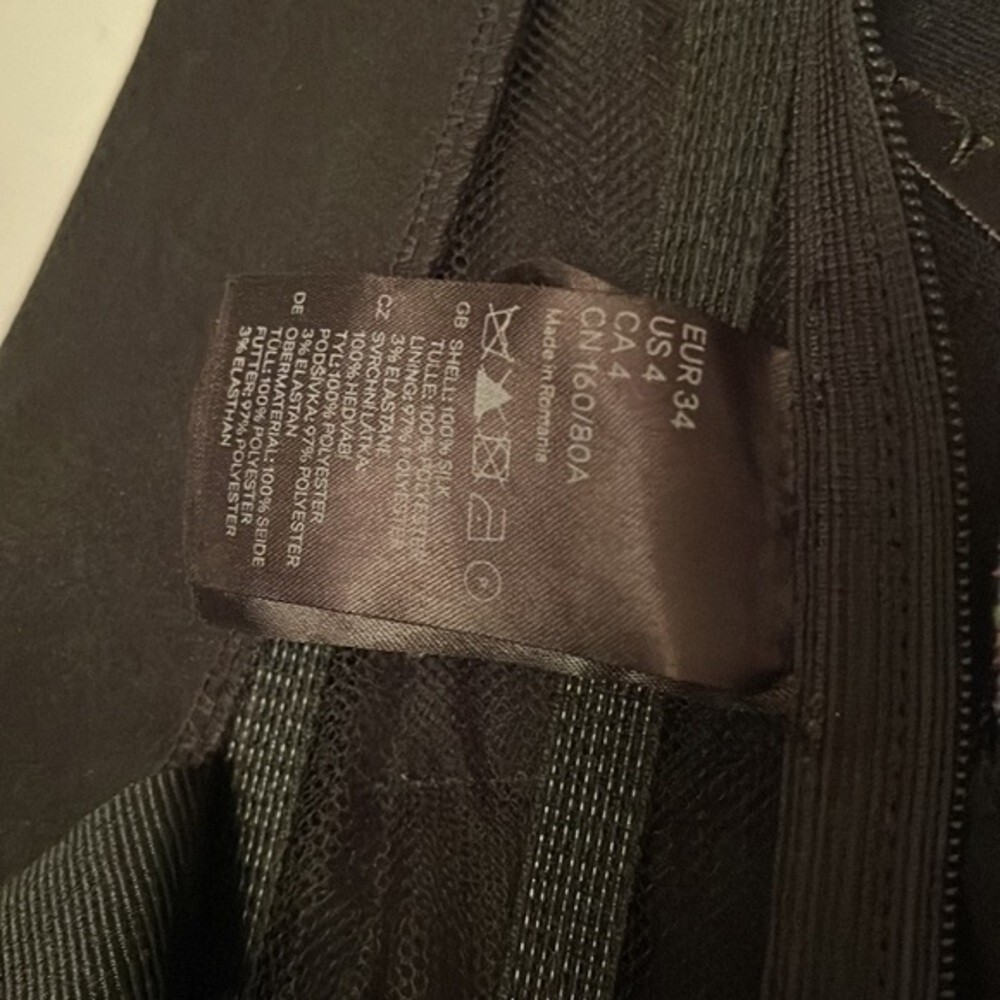 EUR 34
US 4
CA 4
CN 160/80A
Made in Romania
GB SHELL: 100% SILK
TULLE: 100% POLYESTER
LINING: 97% POLYESTER
3% ELASTANE
CZ SVRCHNÍ LÁTKA:
100% HEDVÁBÍ
TYL: 100% POLYESTER
PODŠÍVKA: 97% POLYESTER
3% ELASTAN
DE OBERMATERIAL: 100% SEIDE
TÜLL: 100% POLYESTER
FUTTER: 97% POLYESTER
3% ELASTHAN